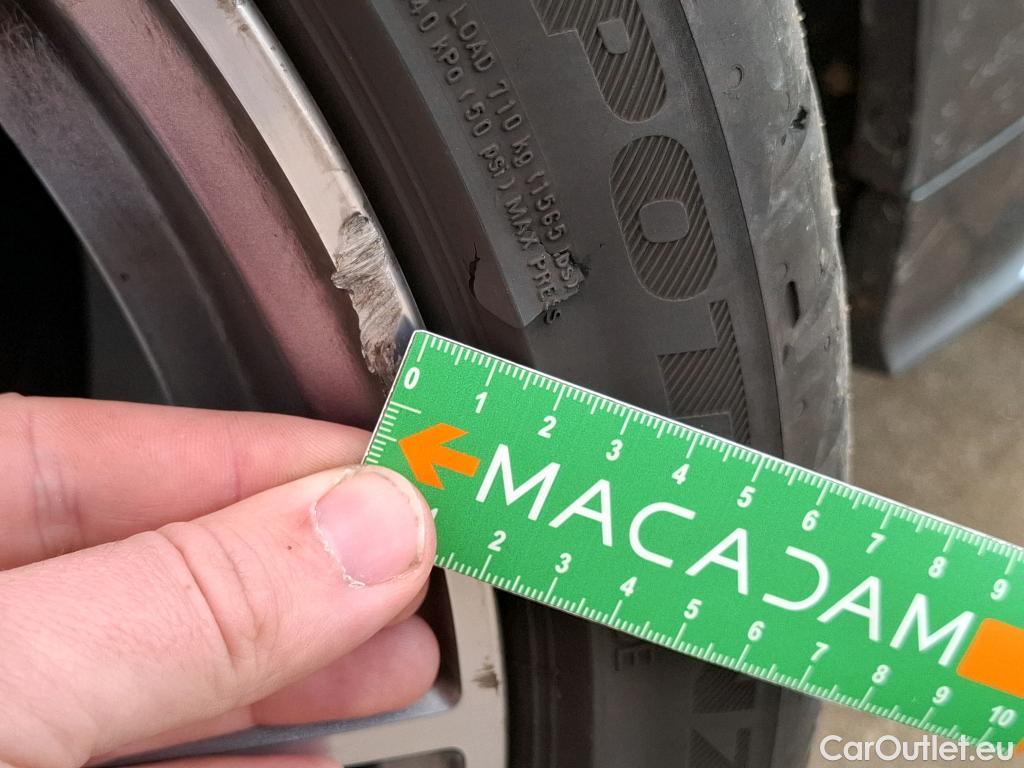 LOAD 710 kg (1565 lbs)
40 kPa (50 psi) MAX PRESS
POT
0 1 2 3 4 5 6 7 8 9
MACADAM
1 2 3 4 5 6 7 8 9 10
CarOutlet.eu